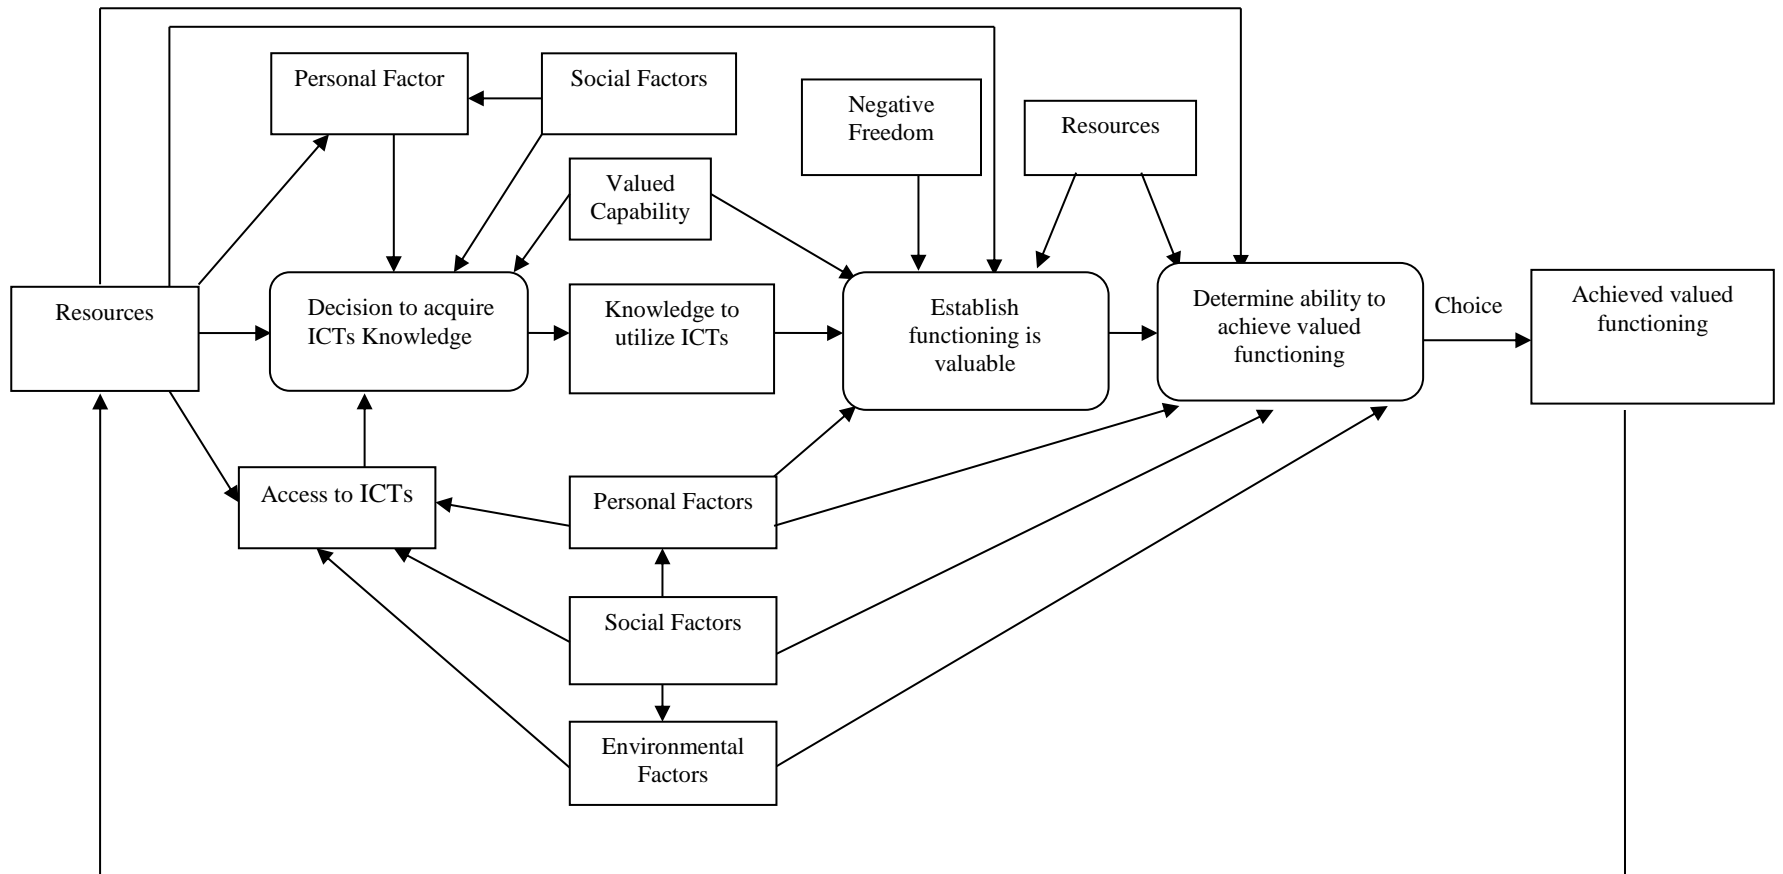 Personal Factor
Social Factors
Negative
Freedom
Resources
Valued
Capability
Resources
Decision to acquire
ICTs Knowledge
Knowledge to
utilize ICTs
Establish
functioning is
valuable
Determine ability to
achieve valued
functioning
Choice
Achieved valued
functioning
Access to ICTs
Personal Factors
Social Factors
Environmental
Factors